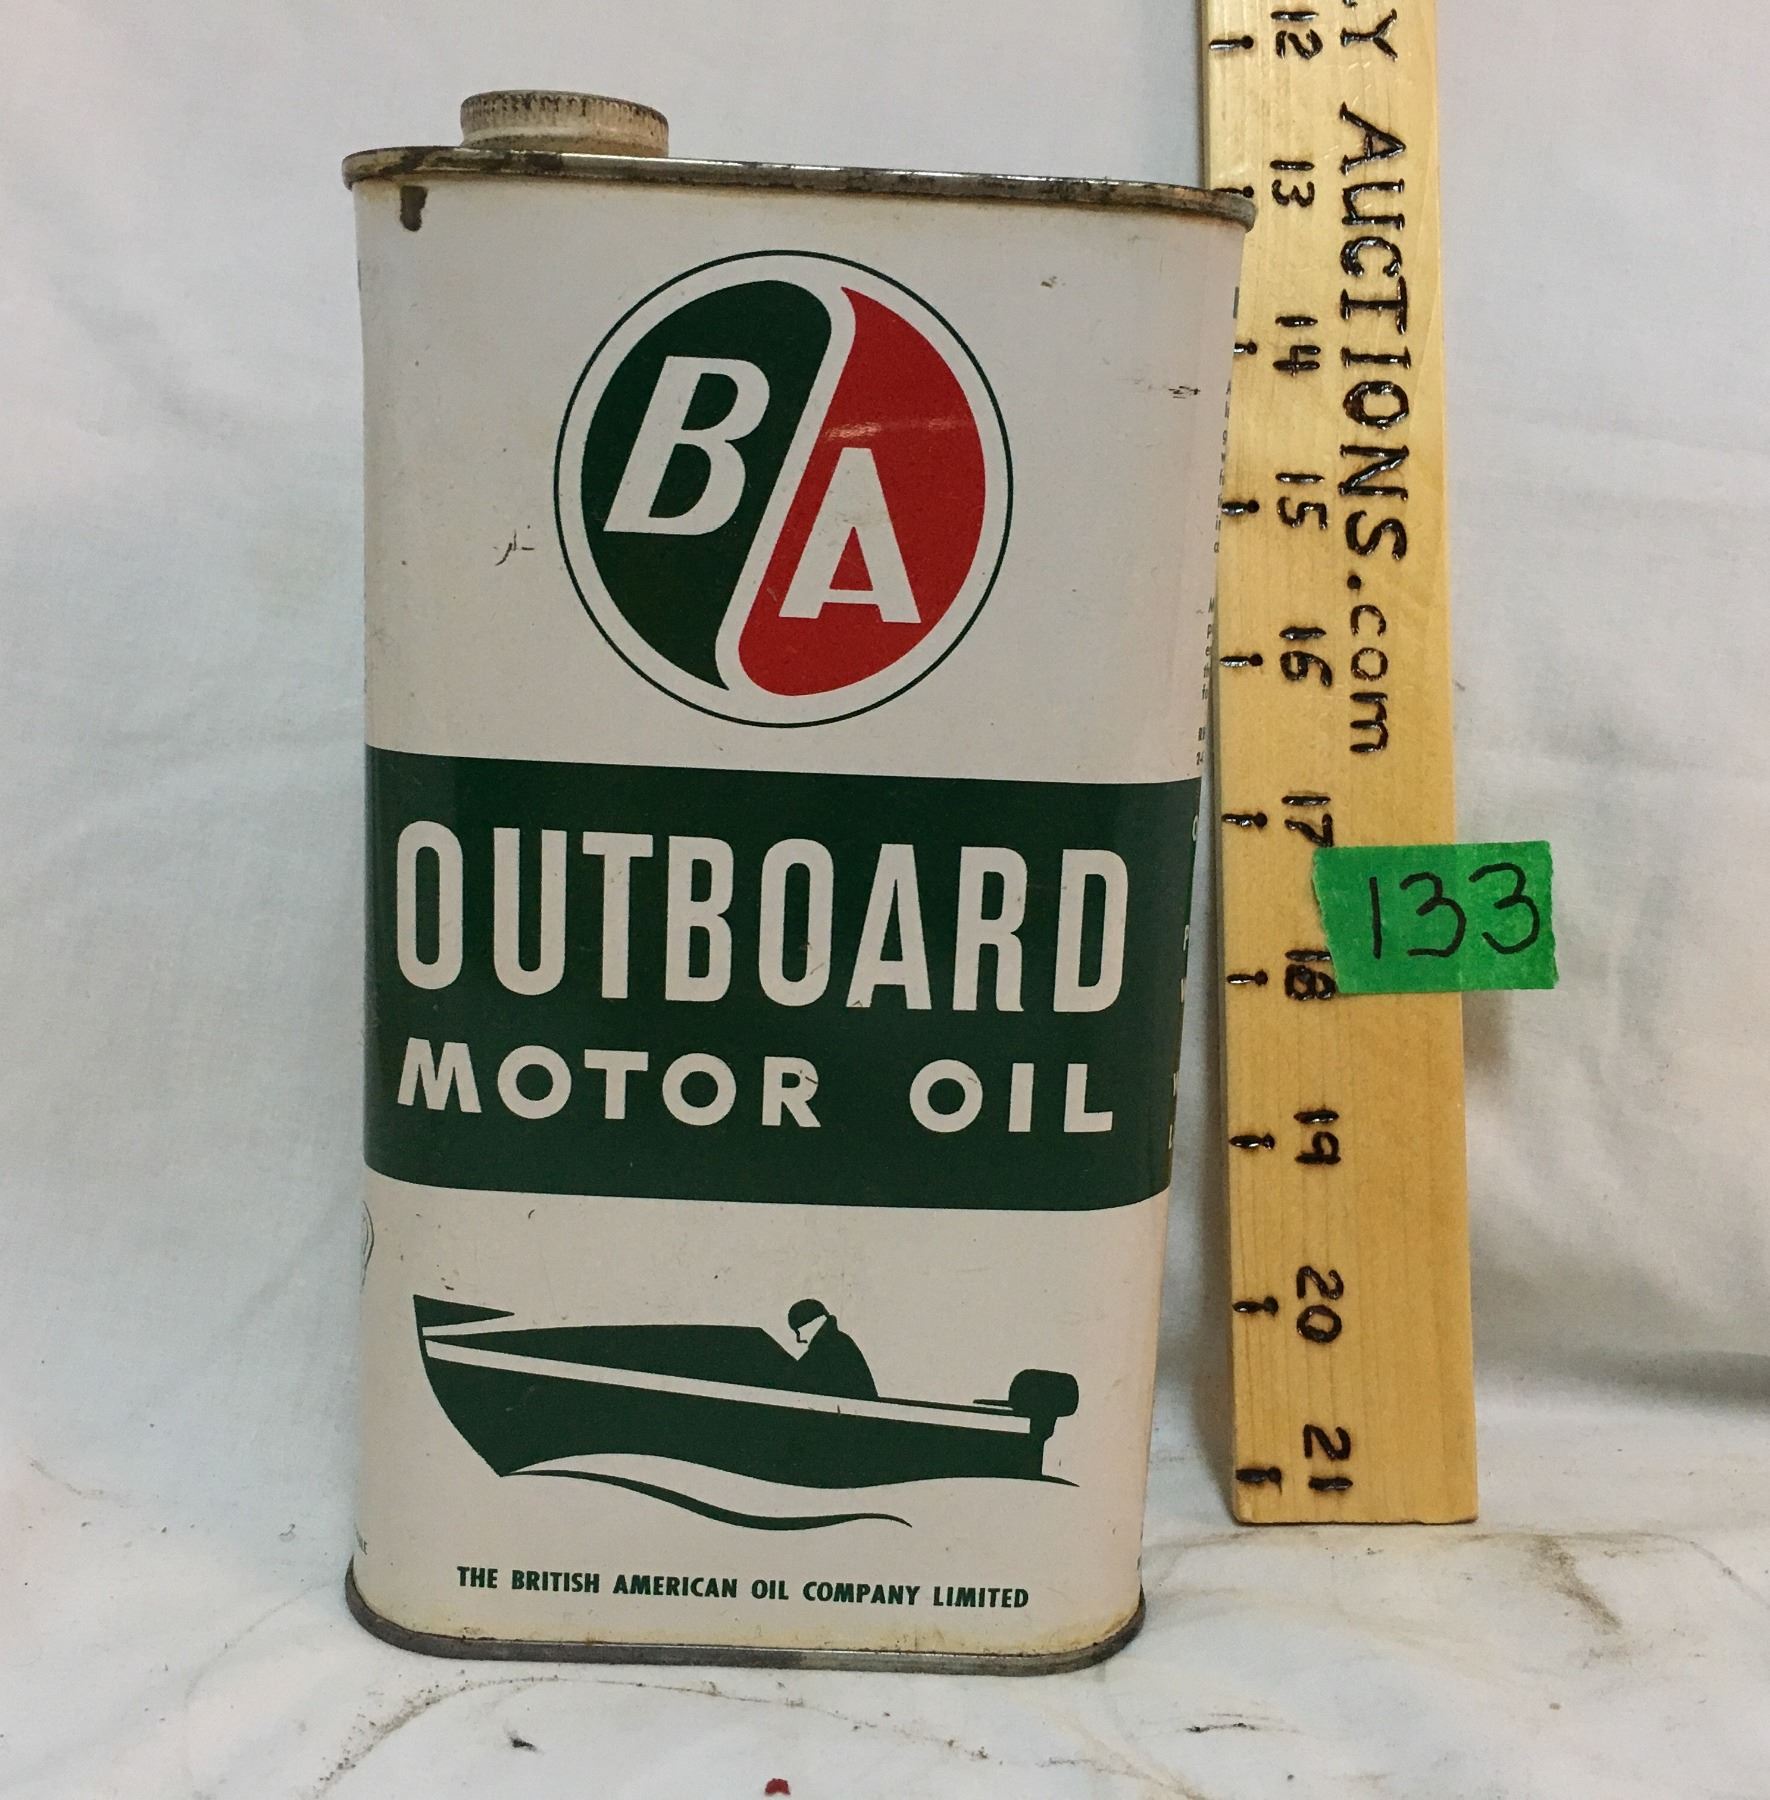 B
A
OUTBOARD
MOTOR OIL
THE BRITISH AMERICAN OIL COMPANY LIMITED
Y AUCTIONS.com
12
13
14
15
16
17
18
19
20
21
133